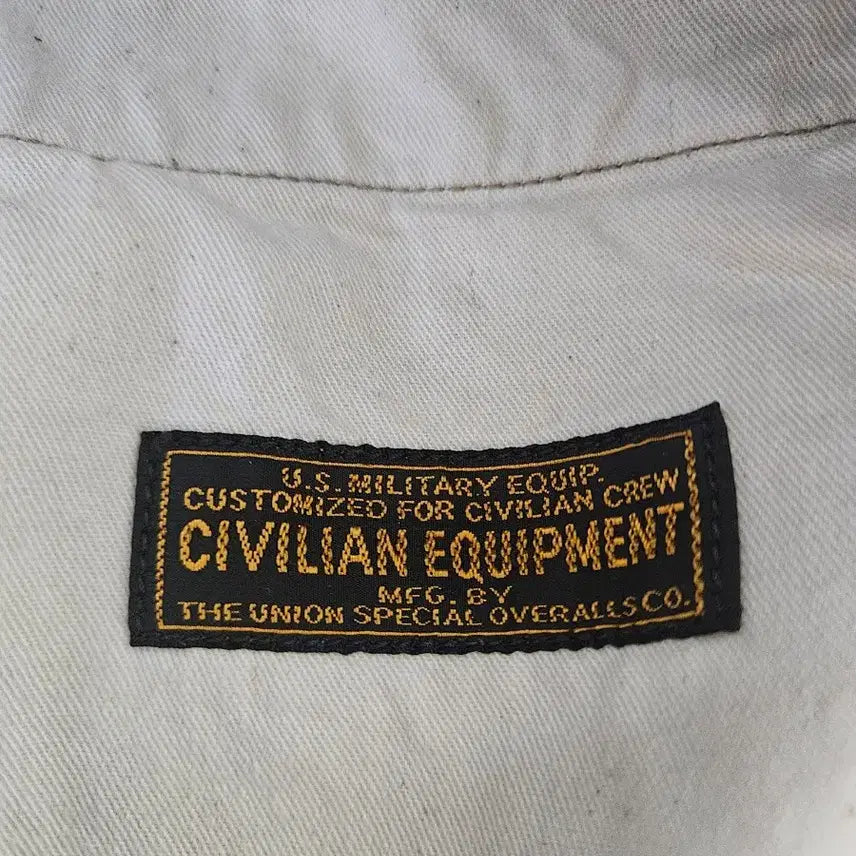 U.S. MILITARY EQUIP.
CUSTOMIZED FOR CIVILIAN CREW
CIVILIAN EQUIPMENT
MFG. BY
THE UNION SPECIAL OVERALLS CO.